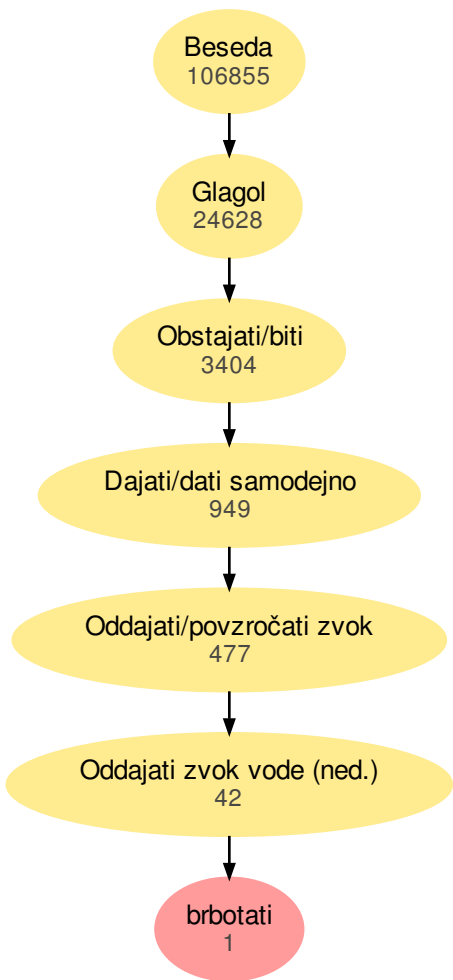 Beseda
106855
Glagol
24628
Obstajati/biti
3404
Dajati/dati samodejno
949
Oddajati/povzročati zvok
477
Oddajati zvok vode (ned.)
42
brbotati
1